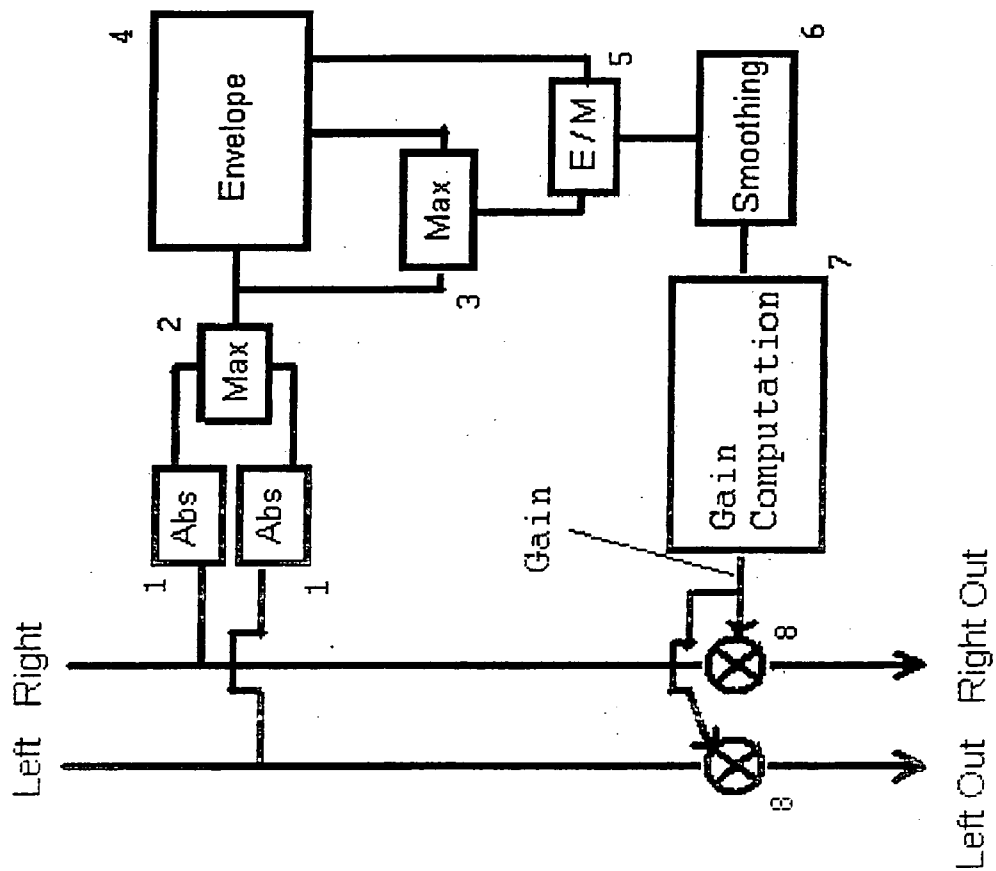 Left
Right
1
Abs
1
Abs
2
Max
3
Max
4
Envelope
5
E/M
6
Smoothing
7
Gain
Computation
Gain
8
8
Left Out
Right Out